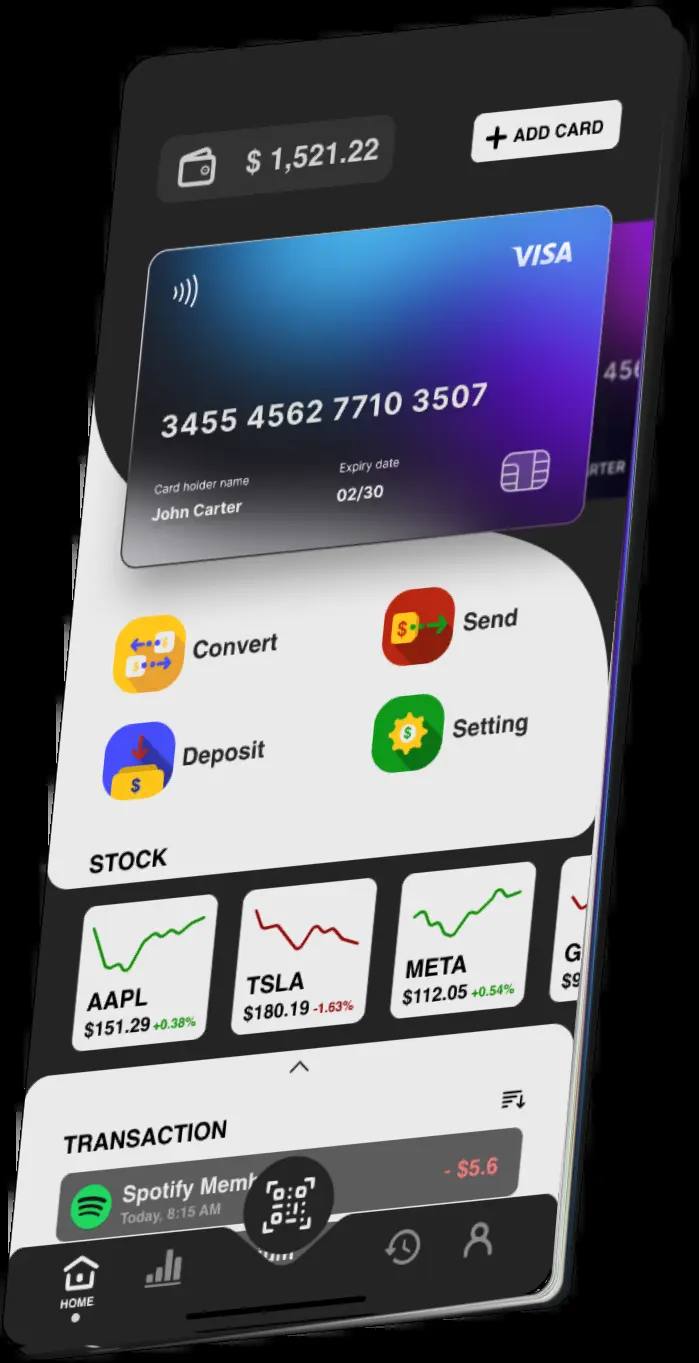 $ 1,521.22
ADD CARD
VISA
3455 4562 7710 3507
456
Card holder name
Expiry date
John Carter
02/30
RTER
Convert
Send
Deposit
Setting
STOCK
AAPL
$151.29 +0.38%
TSLA
$180.19 -1.63%
META
$112.05 +0.54%
G
$9
TRANSACTION
Spotify Memb
- $5.6
Today, 8:15 AM
HOME